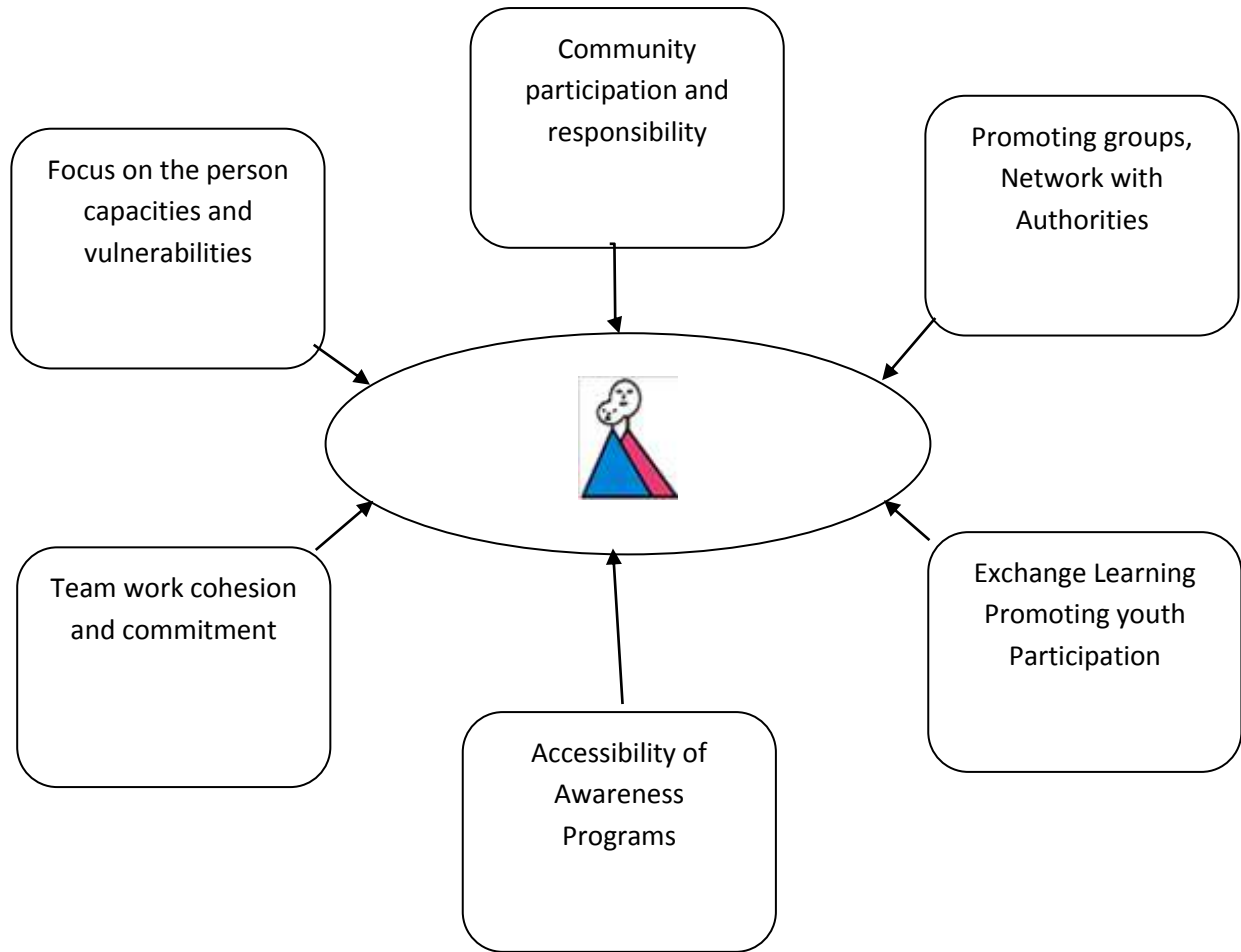 Community
participation and
responsibility
Focus on the person
capacities and
vulnerabilities
Promoting groups,
Network with
Authorities
Team work cohesion
and commitment
Exchange Learning
Promoting youth
Participation
Accessibility of
Awareness
Programs